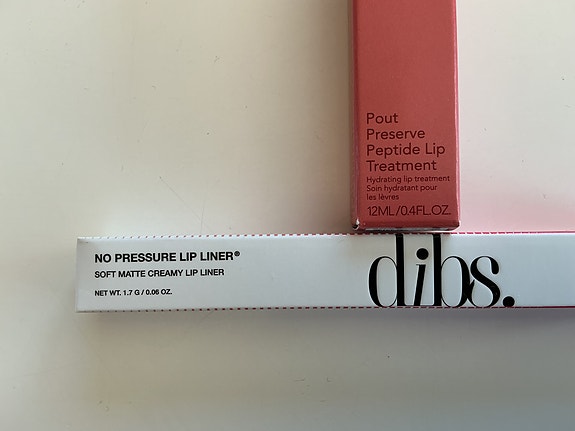 Pout
Preserve
Peptide Lip
Treatment
Hydrating lip treatment
Soin hydratant pour
les lèvres
12ML/0.4FL.OZ.
NO PRESSURE LIP LINER®
SOFT MATTE CREAMY LIP LINER
NET WT. 1.7 G / 0.06 OZ.
dibs.